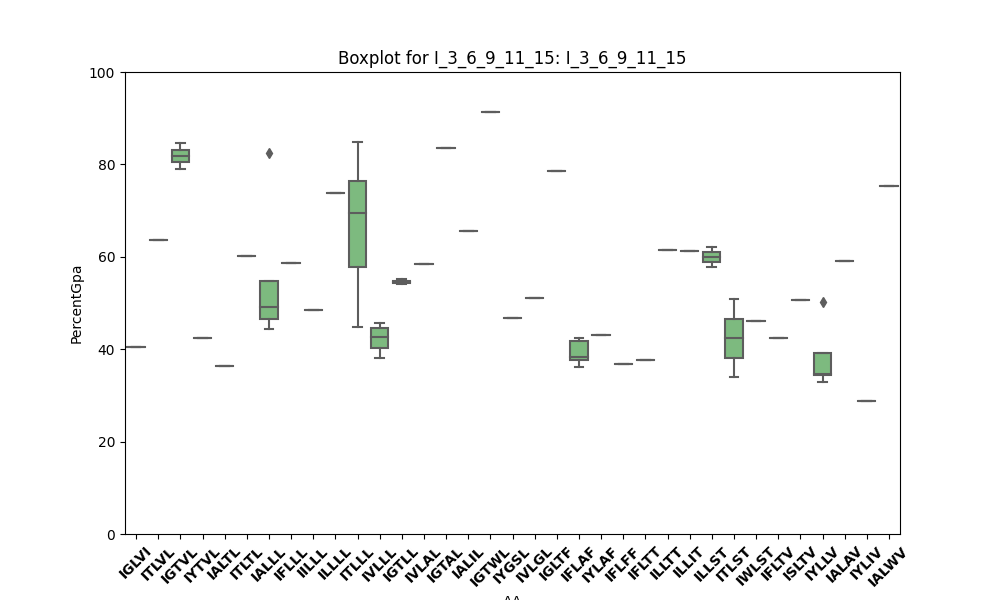 Boxplot for I_3_6_9_11_15: I_3_6_9_11_15
100
80
60
40
20
0
PercentGpa
IGLVI
ITLVL
IGTVL
IYTVL
IALTL
ITLTL
IALLL
IFLLL
IILLL
ILLLL
ITLLL
IVLLL
IGTLL
IVLAL
IGTAL
IALIL
IGTWL
IYGSL
IVLGL
IGLTF
IFLAF
IYLAF
IFLFF
IFLTT
ILLTT
ILLIT
ILLST
ITLST
IWLST
IFLTV
ISLTV
IYLLV
IALAV
IYLIV
IALWV
AA